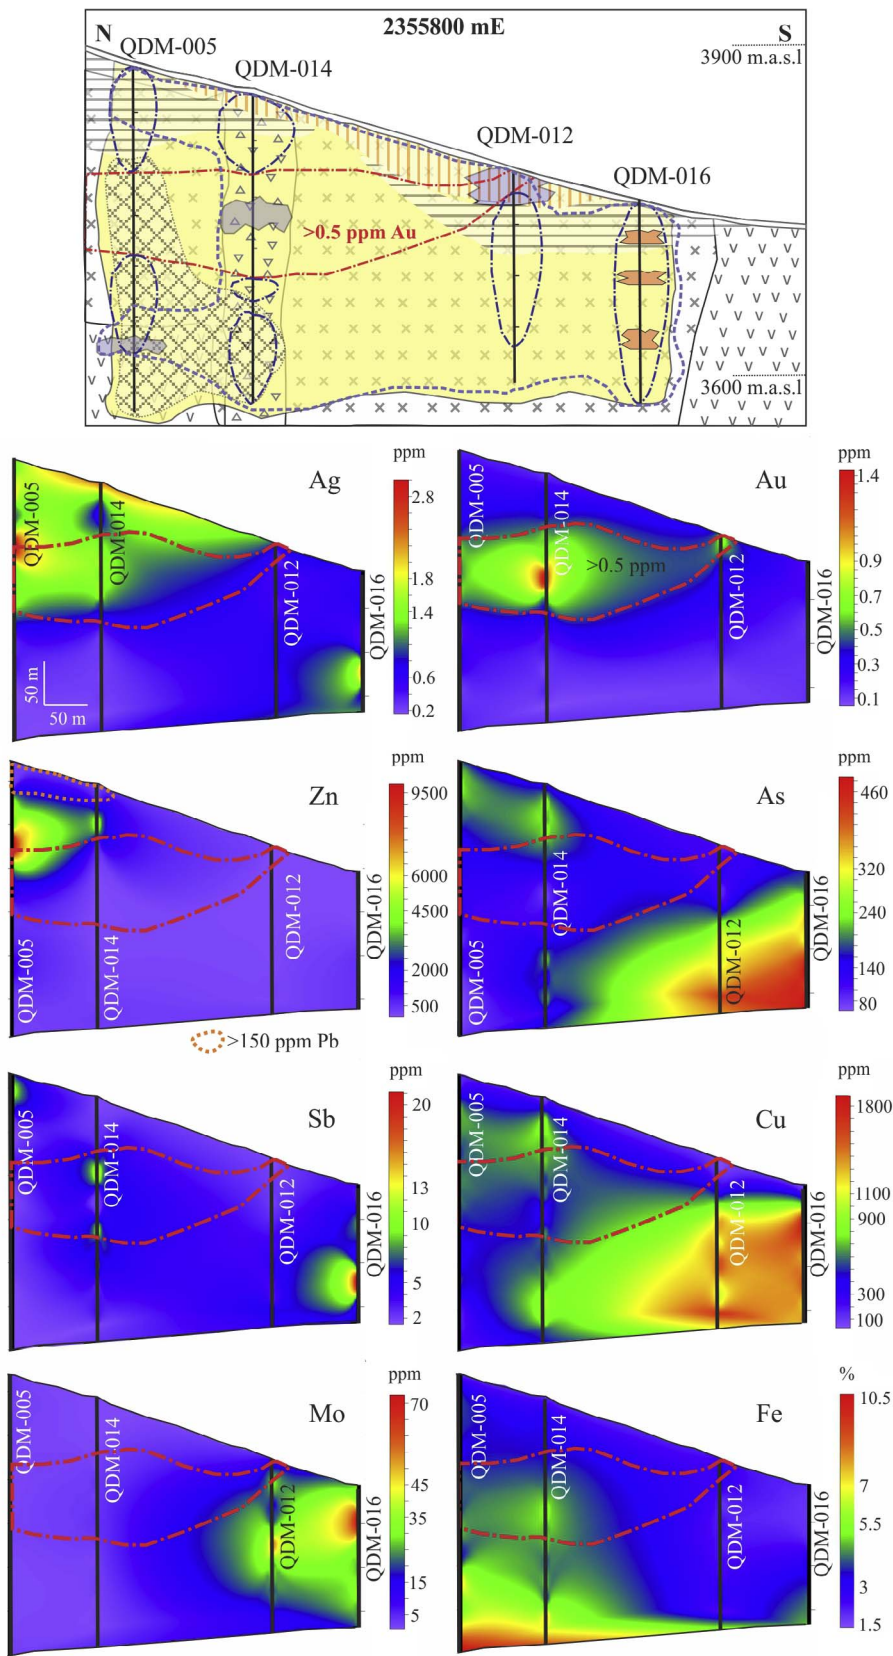 2355800 mE
N
S
QDM-005
3900 m.a.s.l
QDM-014
QDM-012
QDM-016
>0.5 ppm Au
3600 m.a.s.l
Ag
ppm
2.8
1.8
1.4
0.6
0.2
QDM-005
QDM-014
QDM-012
QDM-016
50 m
50 m
Au
ppm
1.4
0.9
0.7
0.5
0.3
0.1
QDM-005
QDM-014
>0.5 ppm
QDM-012
QDM-016
Zn
ppm
9500
6000
4500
2000
500
QDM-005
QDM-014
QDM-012
QDM-016
>150 ppm Pb
As
ppm
460
320
240
140
80
QDM-005
QDM-014
QDM-012
QDM-016
Sb
ppm
20
13
10
5
2
QDM-005
QDM-014
QDM-012
QDM-016
Cu
ppm
1800
1100
900
300
100
QDM-005
QDM-014
QDM-012
QDM-016
Mo
ppm
70
45
35
15
5
QDM-005
QDM-014
QDM-012
QDM-016
Fe
%
10.5
7
5.5
3
1.5
QDM-005
QDM-014
QDM-012
QDM-016